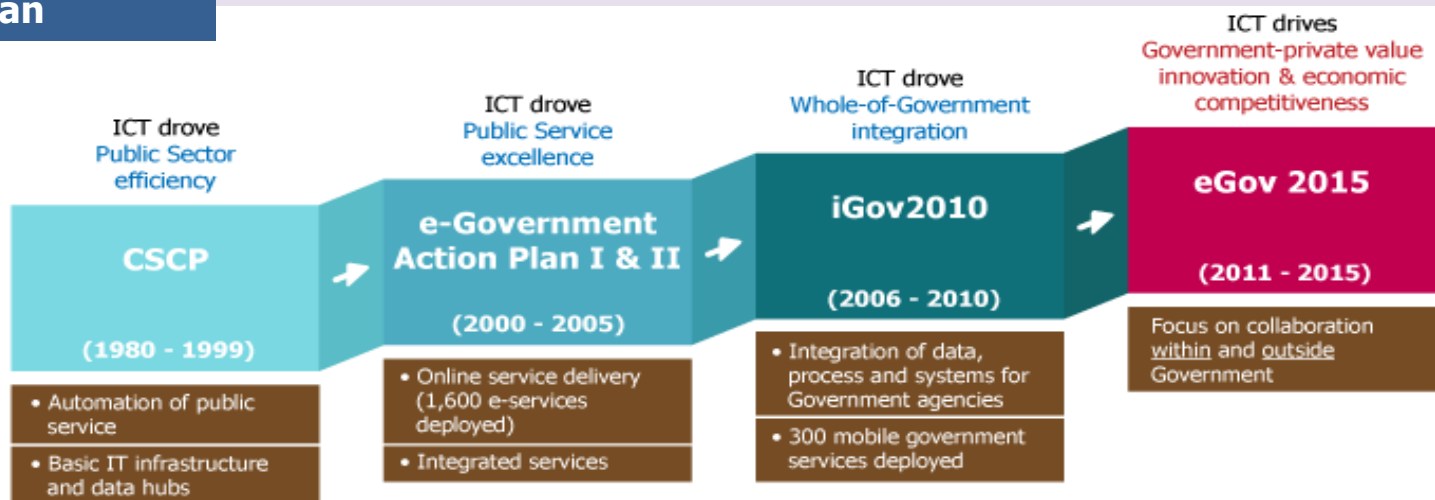 an
ICT drove
Public Sector
efficiency
CSCP
(1980 - 1999)
• Automation of public
service
• Basic IT infrastructure
and data hubs
ICT drove
Public Service
excellence
e-Government
Action Plan I & II
(2000 - 2005)
• Online service delivery
(1,600 e-services
deployed)
• Integrated services
ICT drove
Whole-of-Government
integration
iGov2010
(2006 - 2010)
• Integration of data,
process and systems for
Government agencies
• 300 mobile government
services deployed
ICT drives
Government-private value
innovation & economic
competitiveness
eGov 2015
(2011 - 2015)
Focus on collaboration
within and outside
Government